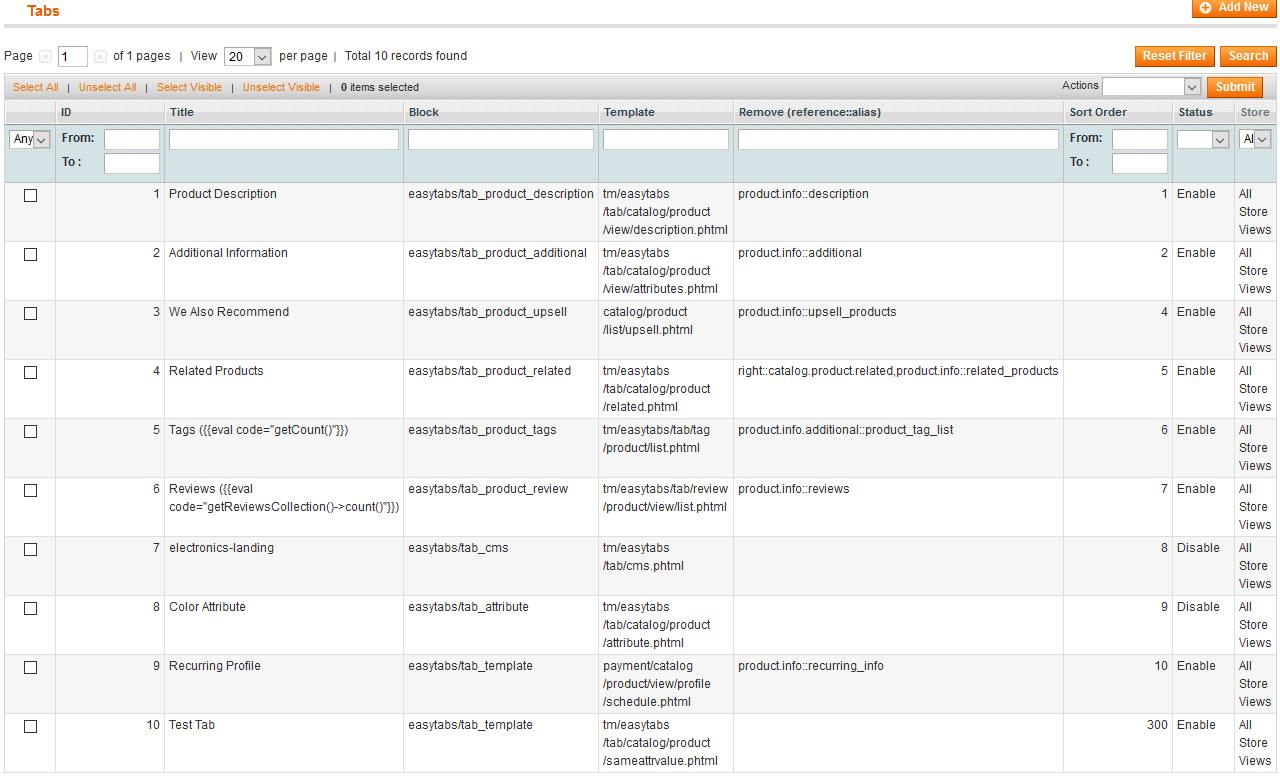 Tabs
Add New
Page 1 of 1 pages | View 20 per page | Total 10 records found
Reset Filter Search
Select All | Unselect All | Select Visible | Unselect Visible | 0 items selected
Actions Submit
ID Title Block Template Remove (reference::alias) Sort Order Status Store
Any From: From: Al
To : To :
1 Product Description easytabs/tab_product_description tm/easytabs product.info::description 1 Enable All
/tab/catalog/product Store
/view/description.phtml Views
2 Additional Information easytabs/tab_product_additional tm/easytabs product.info::additional 2 Enable All
/tab/catalog/product Store
/view/attributes.phtml Views
3 We Also Recommend easytabs/tab_product_upsell catalog/product product.info::upsell_products 4 Enable All
/list/upsell.phtml Store
Views
4 Related Products easytabs/tab_product_related tm/easytabs right::catalog.product.related,product.info::related_products 5 Enable All
/tab/catalog/product Store
/related.phtml Views
5 Tags ({{eval code="getCount()"}}) easytabs/tab_product_tags tm/easytabs/tab/tag product.info.additional::product_tag_list 6 Enable All
/product/list.phtml Store
Views
6 Reviews ({{eval easytabs/tab_product_review tm/easytabs/tab/review product.info::reviews 7 Enable All
code="getReviewsCollection()->count()"}}) /product/view/list.phtml Store
Views
7 electronics-landing easytabs/tab_cms tm/easytabs 8 Disable All
/tab/cms.phtml Store
Views
8 Color Attribute easytabs/tab_attribute tm/easytabs 9 Disable All
/tab/catalog/product Store
/attribute.phtml Views
9 Recurring Profile easytabs/tab_template payment/catalog product.info::recurring_info 10 Enable All
/product/view/profile Store
/schedule.phtml Views
10 Test Tab easytabs/tab_template tm/easytabs 300 Enable All
/tab/catalog/product Store
/sameattrvalue.phtml Views